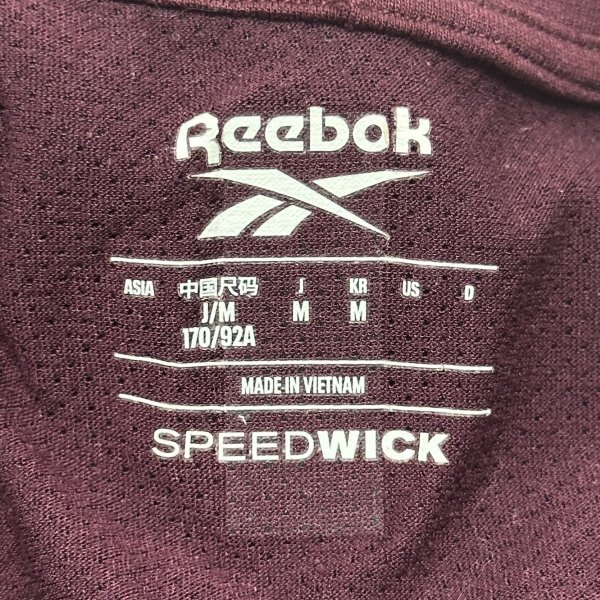 Reebok
ASIA 中国尺码 J KR US D
J/M M M
170/92A
MADE IN VIETNAM
SPEEDWICK